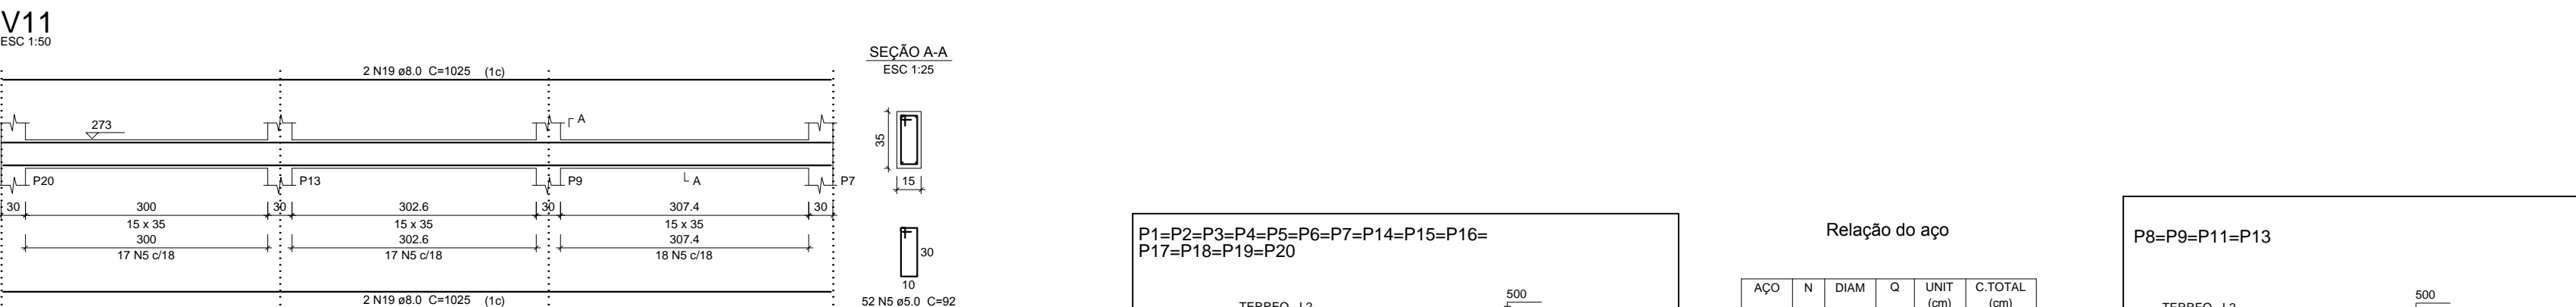 V11
ESC 1:50
2 N19 ø8.0 C=1025 (1c)
273
A
P20
P13
P9
A
P7
30
300
30
302.6
30
307.4
30
15 x 35
15 x 35
15 x 35
300
302.6
307.4
17 N5 c/18
17 N5 c/18
18 N5 c/18
2 N19 ø8.0 C=1025 (1c)
SEÇÃO A-A
ESC 1:25
35
15
30
10
52 N5 ø5.0 C=92
P1=P2=P3=P4=P5=P6=P7=P14=P15=P16=
P17=P18=P19=P20
500
Relação do aço
AÇO N DIAM Q UNIT C.TOTAL
(cm) (cm)
P8=P9=P11=P13
500